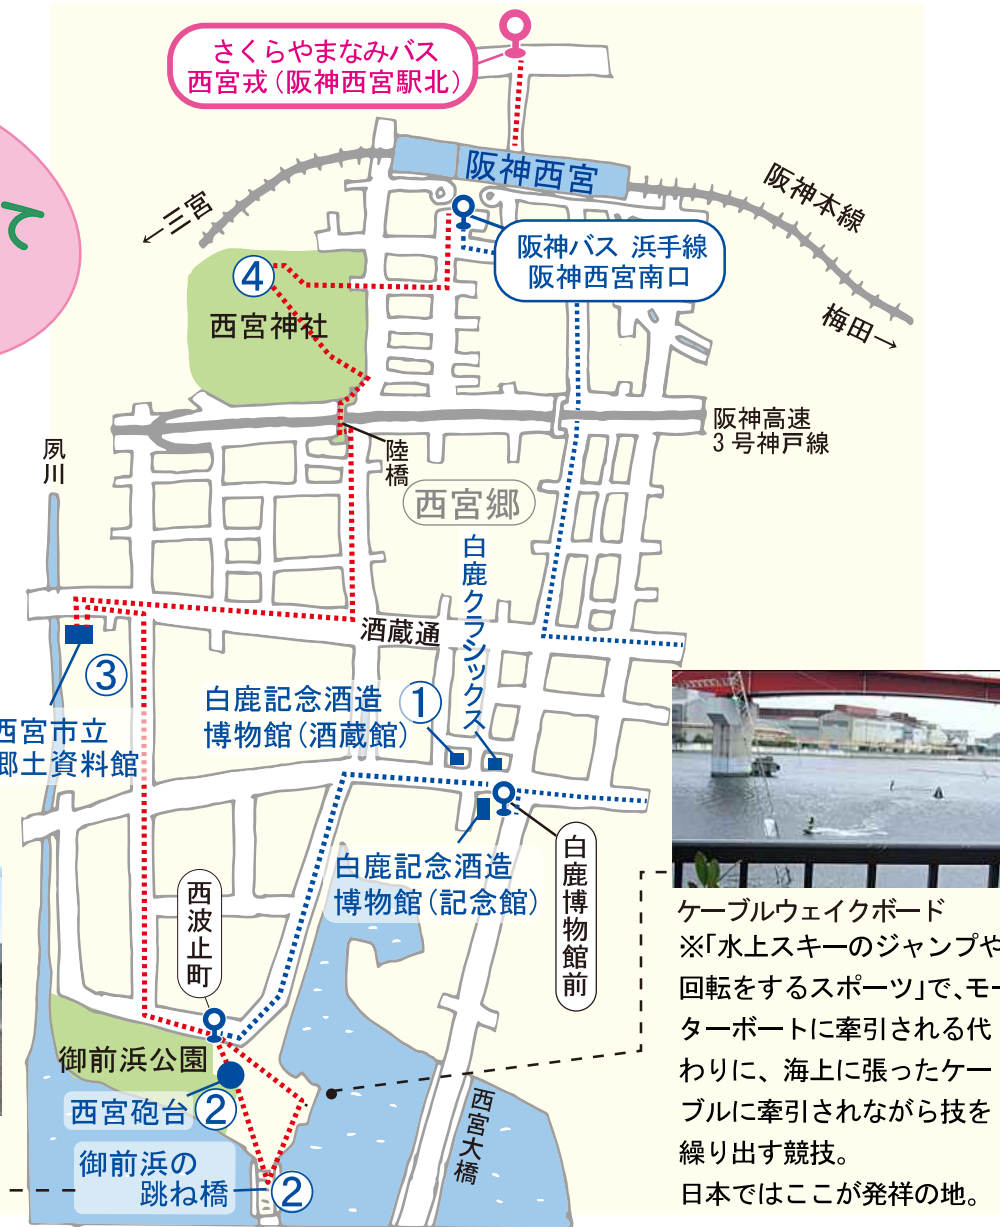 さくらやまなみバス
西宮戎(阪神西宮駅北)
て
阪神西宮
阪神本線
←三宮
阪神バス 浜手線
阪神西宮南口
④
西宮神社
梅田→
阪神高速
3号神戸線
夙川
陸橋
西宮郷
白鹿クラシックス
酒蔵通
③
西宮市立
郷土資料館
白鹿記念酒造
博物館(酒蔵館)
①
白鹿記念酒造
博物館(記念館)
白鹿博物館前
西波止町
御前浜公園
西宮砲台②
御前浜の
跳ね橋
②
西宮大橋
ケーブルウェイクボード
※「水上スキーのジャンプや
回転をするスポーツ」で、モー
ターボートに牽引される代
わりに、海上に張ったケー
ブルに牽引されながら技を
繰り出す競技。
日本ではここが発祥の地。